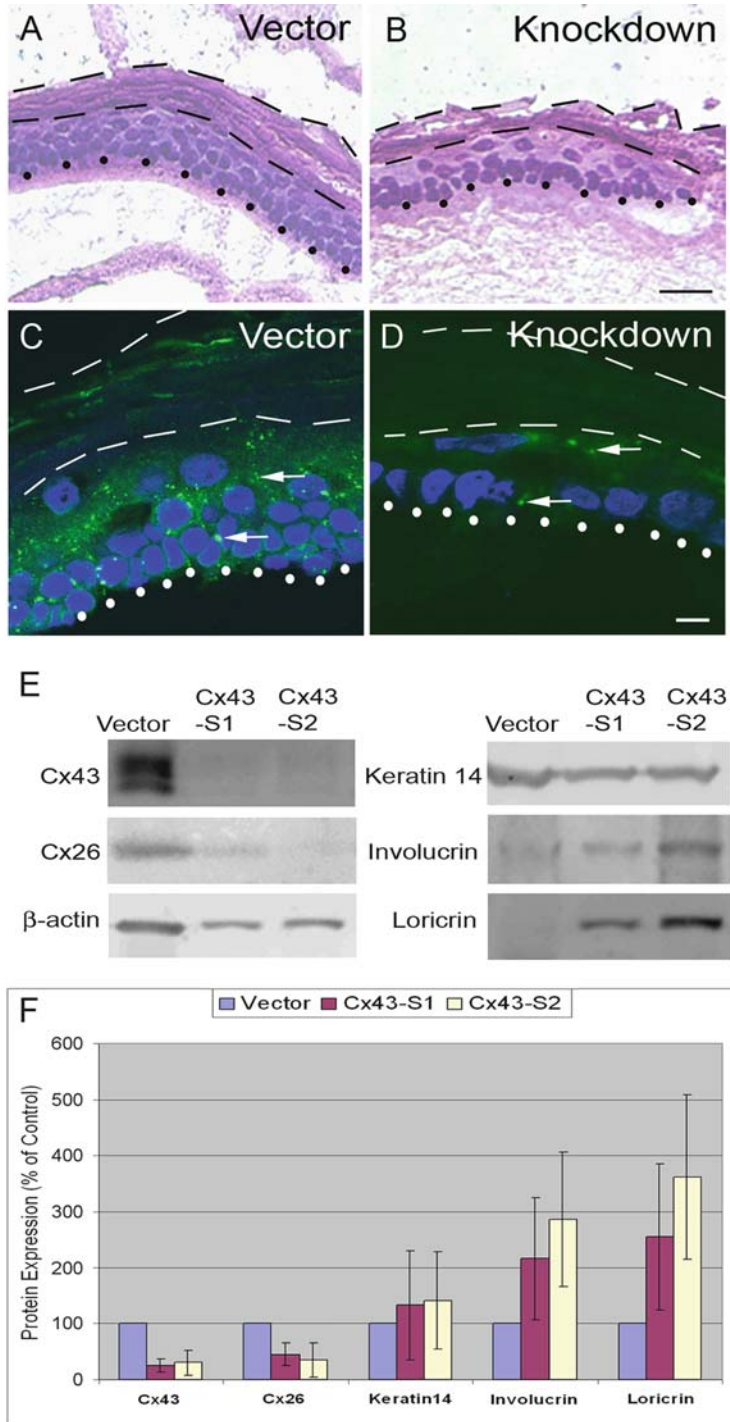 A Vector
B Knockdown
C Vector
D Knockdown
E
Vector Cx43 -S1 Cx43 -S2
Cx43
Cx26
β-actin
Vector Cx43 -S1 Cx43 -S2
Keratin 14
Involucrin
Loricrin
F
Vector Cx43-S1 Cx43-S2
Protein Expression (% of Control)
600
500
400
300
200
100
0
Cx43 Cx26 Keratin14 Involucrin Loricrin